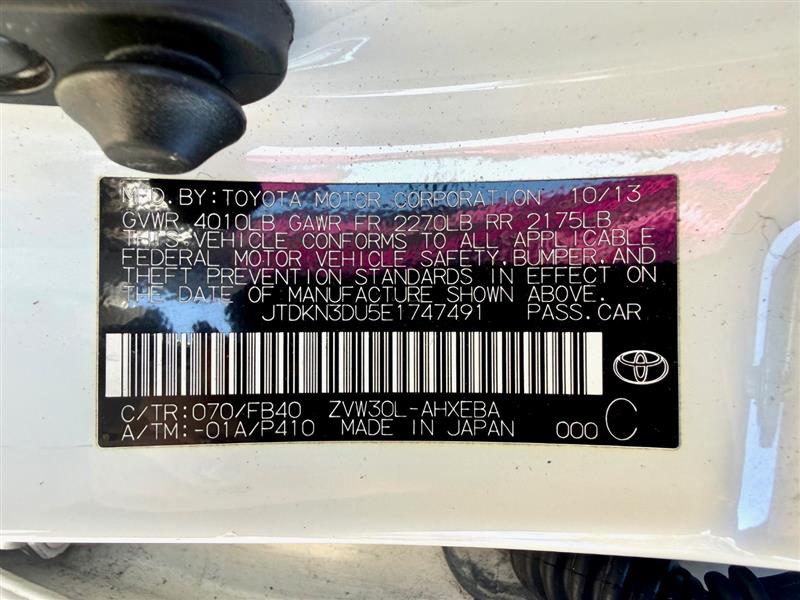 MFD. BY: TOYOTA MOTOR CORPORATION 10/13
GVWR 4010LB GAWR FR 2270LB RR 2175LB
THIS VEHICLE CONFORMS TO ALL APPLICABLE
FEDERAL MOTOR VEHICLE SAFETY, BUMPER, AND
THEFT PREVENTION STANDARDS IN EFFECT ON
THE DATE OF MANUFACTURE SHOWN ABOVE.
JTDKN3DU5E1747491 PASS. CAR
C/TR: 070/FB40 ZVW30L-AHXEBA
A/TM: -01A/P410 MADE IN JAPAN 000 C